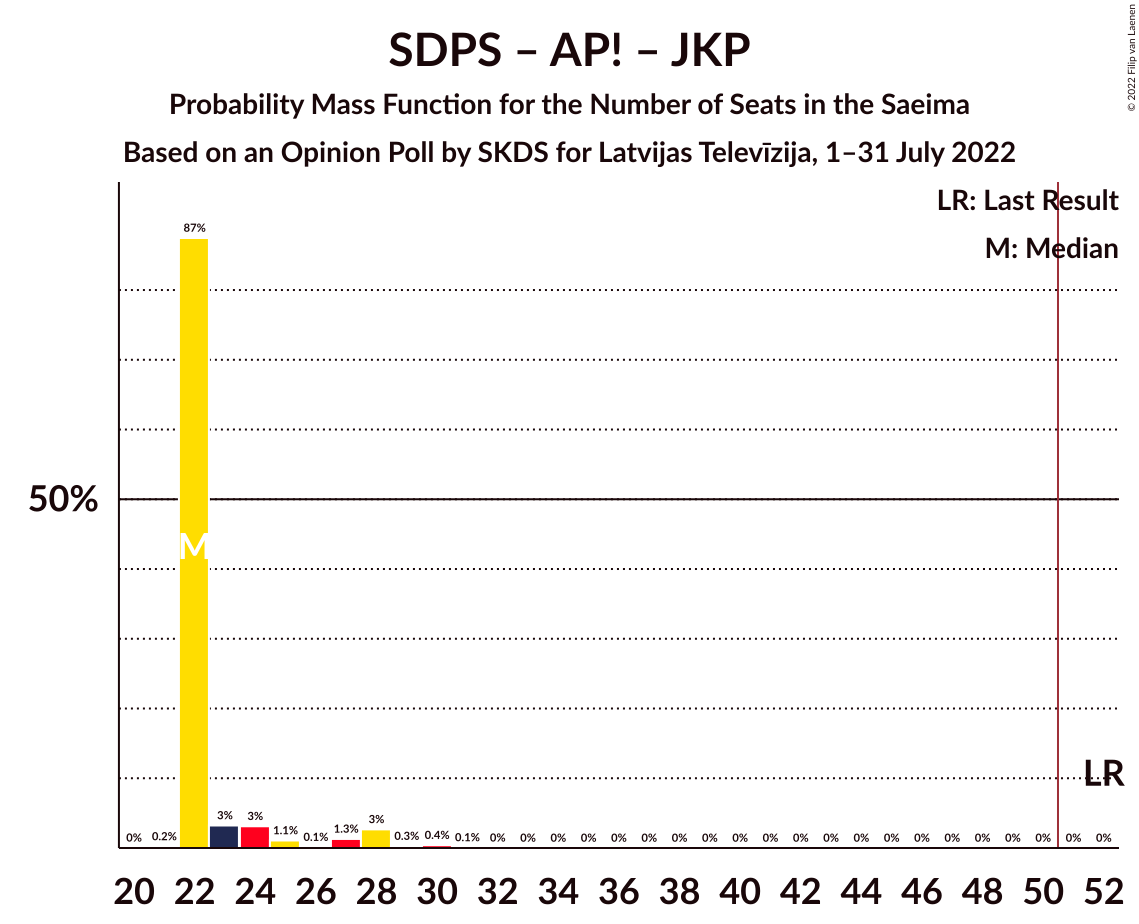 SDPS – AP! – JKP
Probability Mass Function for the Number of Seats in the Saeima
Based on an Opinion Poll by SKDS for Latvijas Televīzija, 1–31 July 2022
© 2022 Filip van Laenen
LR: Last Result
M: Median
50%
M
LR
0% 0.2% 87% 3% 3% 1.1% 0.1% 1.3% 3% 0.3% 0.4% 0.1% 0% 0% 0% 0% 0% 0% 0% 0% 0% 0% 0% 0% 0% 0% 0% 0% 0% 0% 0% 0% 0%
20 22 24 26 28 30 32 34 36 38 40 42 44 46 48 50 52